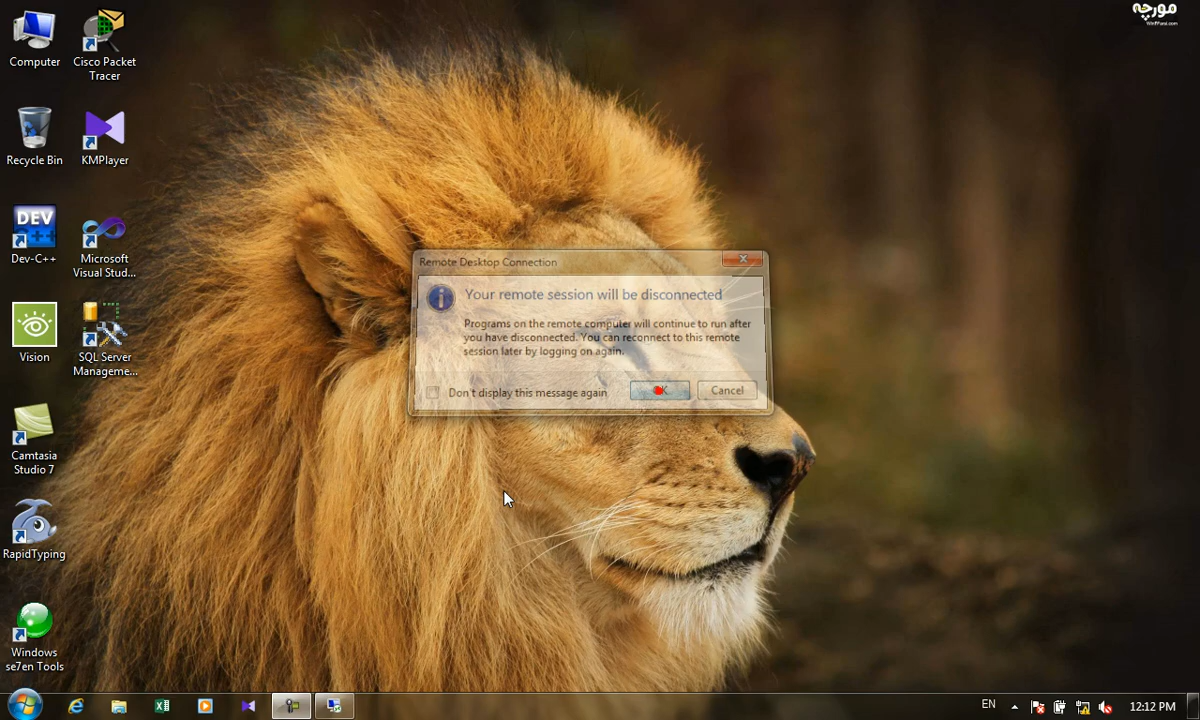 مورچه
Computer
Cisco Packet
Tracer
Recycle Bin
KMPlayer
DEV
C++
Dev-C++
Microsoft
Visual Stud...
Remote Desktop Connection
Your remote session will be disconnected
Programs on the remote computer will continue to run after
you have disconnected. You can reconnect to this remote
session later by logging on again.
Don't display this message again
OK
Cancel
Vision
SQL Server
Manageme...
Camtasia
Studio 7
RapidTyping
Windows
se7en Tools
EN
12:12 PM